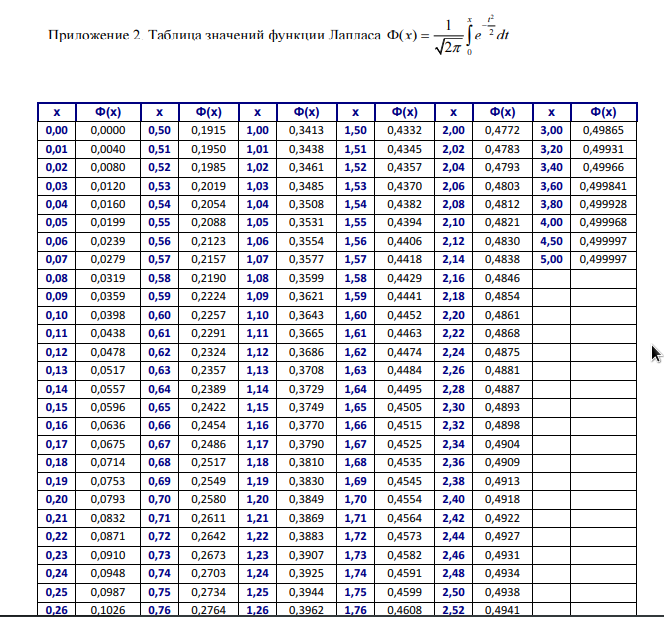 Приложение 2 Таблица значений функции Лапласа Φ(x) = 1/√2π ∫₀ˣ e^(-t²/2) dt
x Φ(x) x Φ(x) x Φ(x) x Φ(x) x Φ(x) x Φ(x)
0,00 0,0000 0,50 0,1915 1,00 0,3413 1,50 0,4332 2,00 0,4772 3,00 0,49865
0,01 0,0040 0,51 0,1950 1,01 0,3438 1,51 0,4345 2,02 0,4783 3,20 0,49931
0,02 0,0080 0,52 0,1985 1,02 0,3461 1,52 0,4357 2,04 0,4793 3,40 0,49966
0,03 0,0120 0,53 0,2019 1,03 0,3485 1,53 0,4370 2,06 0,4803 3,60 0,499841
0,04 0,0160 0,54 0,2054 1,04 0,3508 1,54 0,4382 2,08 0,4812 3,80 0,499928
0,05 0,0199 0,55 0,2088 1,05 0,3531 1,55 0,4394 2,10 0,4821 4,00 0,499968
0,06 0,0239 0,56 0,2123 1,06 0,3554 1,56 0,4406 2,12 0,4830 4,50 0,499997
0,07 0,0279 0,57 0,2157 1,07 0,3577 1,57 0,4418 2,14 0,4838 5,00 0,499997
0,08 0,0319 0,58 0,2190 1,08 0,3599 1,58 0,4429 2,16 0,4846
0,09 0,0359 0,59 0,2224 1,09 0,3621 1,59 0,4441 2,18 0,4854
0,10 0,0398 0,60 0,2257 1,10 0,3643 1,60 0,4452 2,20 0,4861
0,11 0,0438 0,61 0,2291 1,11 0,3665 1,61 0,4463 2,22 0,4868
0,12 0,0478 0,62 0,2324 1,12 0,3686 1,62 0,4474 2,24 0,4875
0,13 0,0517 0,63 0,2357 1,13 0,3708 1,63 0,4484 2,26 0,4881
0,14 0,0557 0,64 0,2389 1,14 0,3729 1,64 0,4495 2,28 0,4887
0,15 0,0596 0,65 0,2422 1,15 0,3749 1,65 0,4505 2,30 0,4893
0,16 0,0636 0,66 0,2454 1,16 0,3770 1,66 0,4515 2,32 0,4898
0,17 0,0675 0,67 0,2486 1,17 0,3790 1,67 0,4525 2,34 0,4904
0,18 0,0714 0,68 0,2517 1,18 0,3810 1,68 0,4535 2,36 0,4909
0,19 0,0753 0,69 0,2549 1,19 0,3830 1,69 0,4545 2,38 0,4913
0,20 0,0793 0,70 0,2580 1,20 0,3849 1,70 0,4554 2,40 0,4918
0,21 0,0832 0,71 0,2611 1,21 0,3869 1,71 0,4564 2,42 0,4922
0,22 0,0871 0,72 0,2642 1,22 0,3883 1,72 0,4573 2,44 0,4927
0,23 0,0910 0,73 0,2673 1,23 0,3907 1,73 0,4582 2,46 0,4931
0,24 0,0948 0,74 0,2703 1,24 0,3925 1,74 0,4591 2,48 0,4934
0,25 0,0987 0,75 0,2734 1,25 0,3944 1,75 0,4599 2,50 0,4938
0,26 0,1026 0,76 0,2764 1,26 0,3962 1,76 0,4608 2,52 0,4941